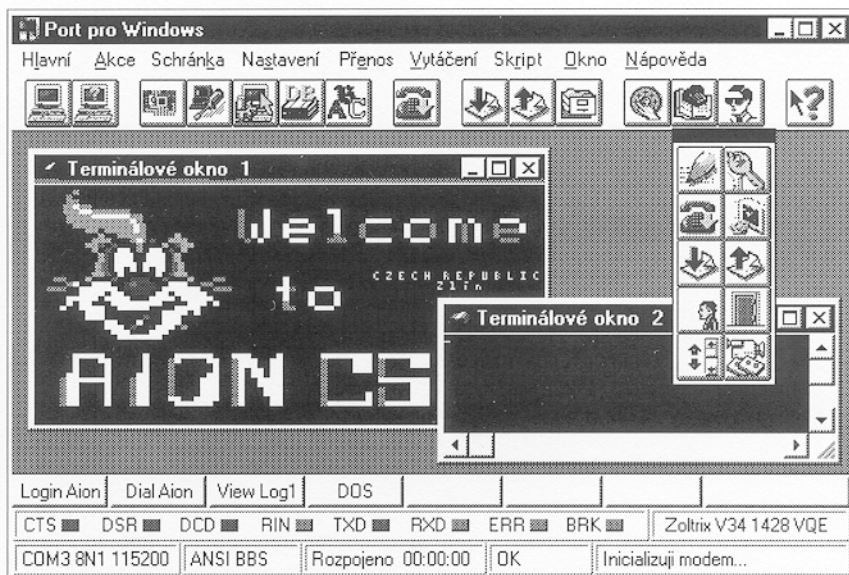 Port pro Windows
Hlavní Akce Schránka Nastavení Přenos Vytáčení Skript Okno Nápověda
DB
Terminálové okno 1
Welcome
CZECH REPUBLIC
Zlín
to
AION CS
Terminálové okno 2
Login Aion Dial Aion View Log1 DOS
CTS DSR DCD RIN TXD RXD ERR BRK Zoltrix V34 1428 VQE
COM3 8N1 115200 ANSI BBS Rozpojeno 00:00:00 OK Inicializuji modem...